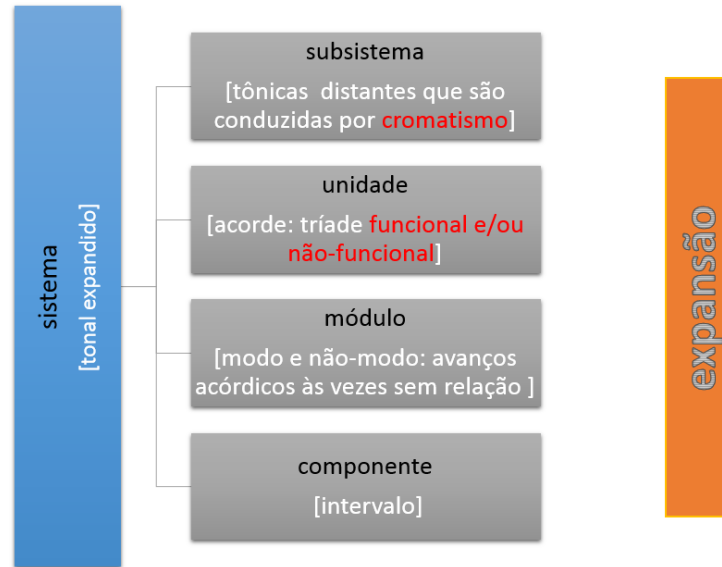 sistema
[tonal expandido]
subsistema
[tônicas distantes que são
conduzidas por cromatismo]
unidade
[acorde: tríade funcional e/ou
não-funcional]
módulo
[modo e não-modo: avanços
acórdicos às vezes sem relação ]
componente
[intervalo]
expansão